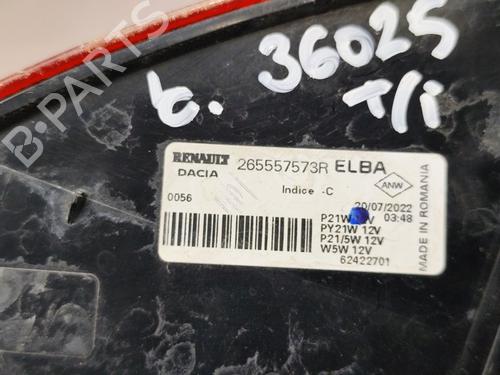 b. 36025
T/i
RENAULT 265557573R ELBA
DACIA
Indice -C
ANW
0056
20/07/2022
03:48
P21W
PY21W 12V
P21/5W 12V
W5W 12V
62422701
MADE IN ROMANIA
B-PARTS
B-PARTS